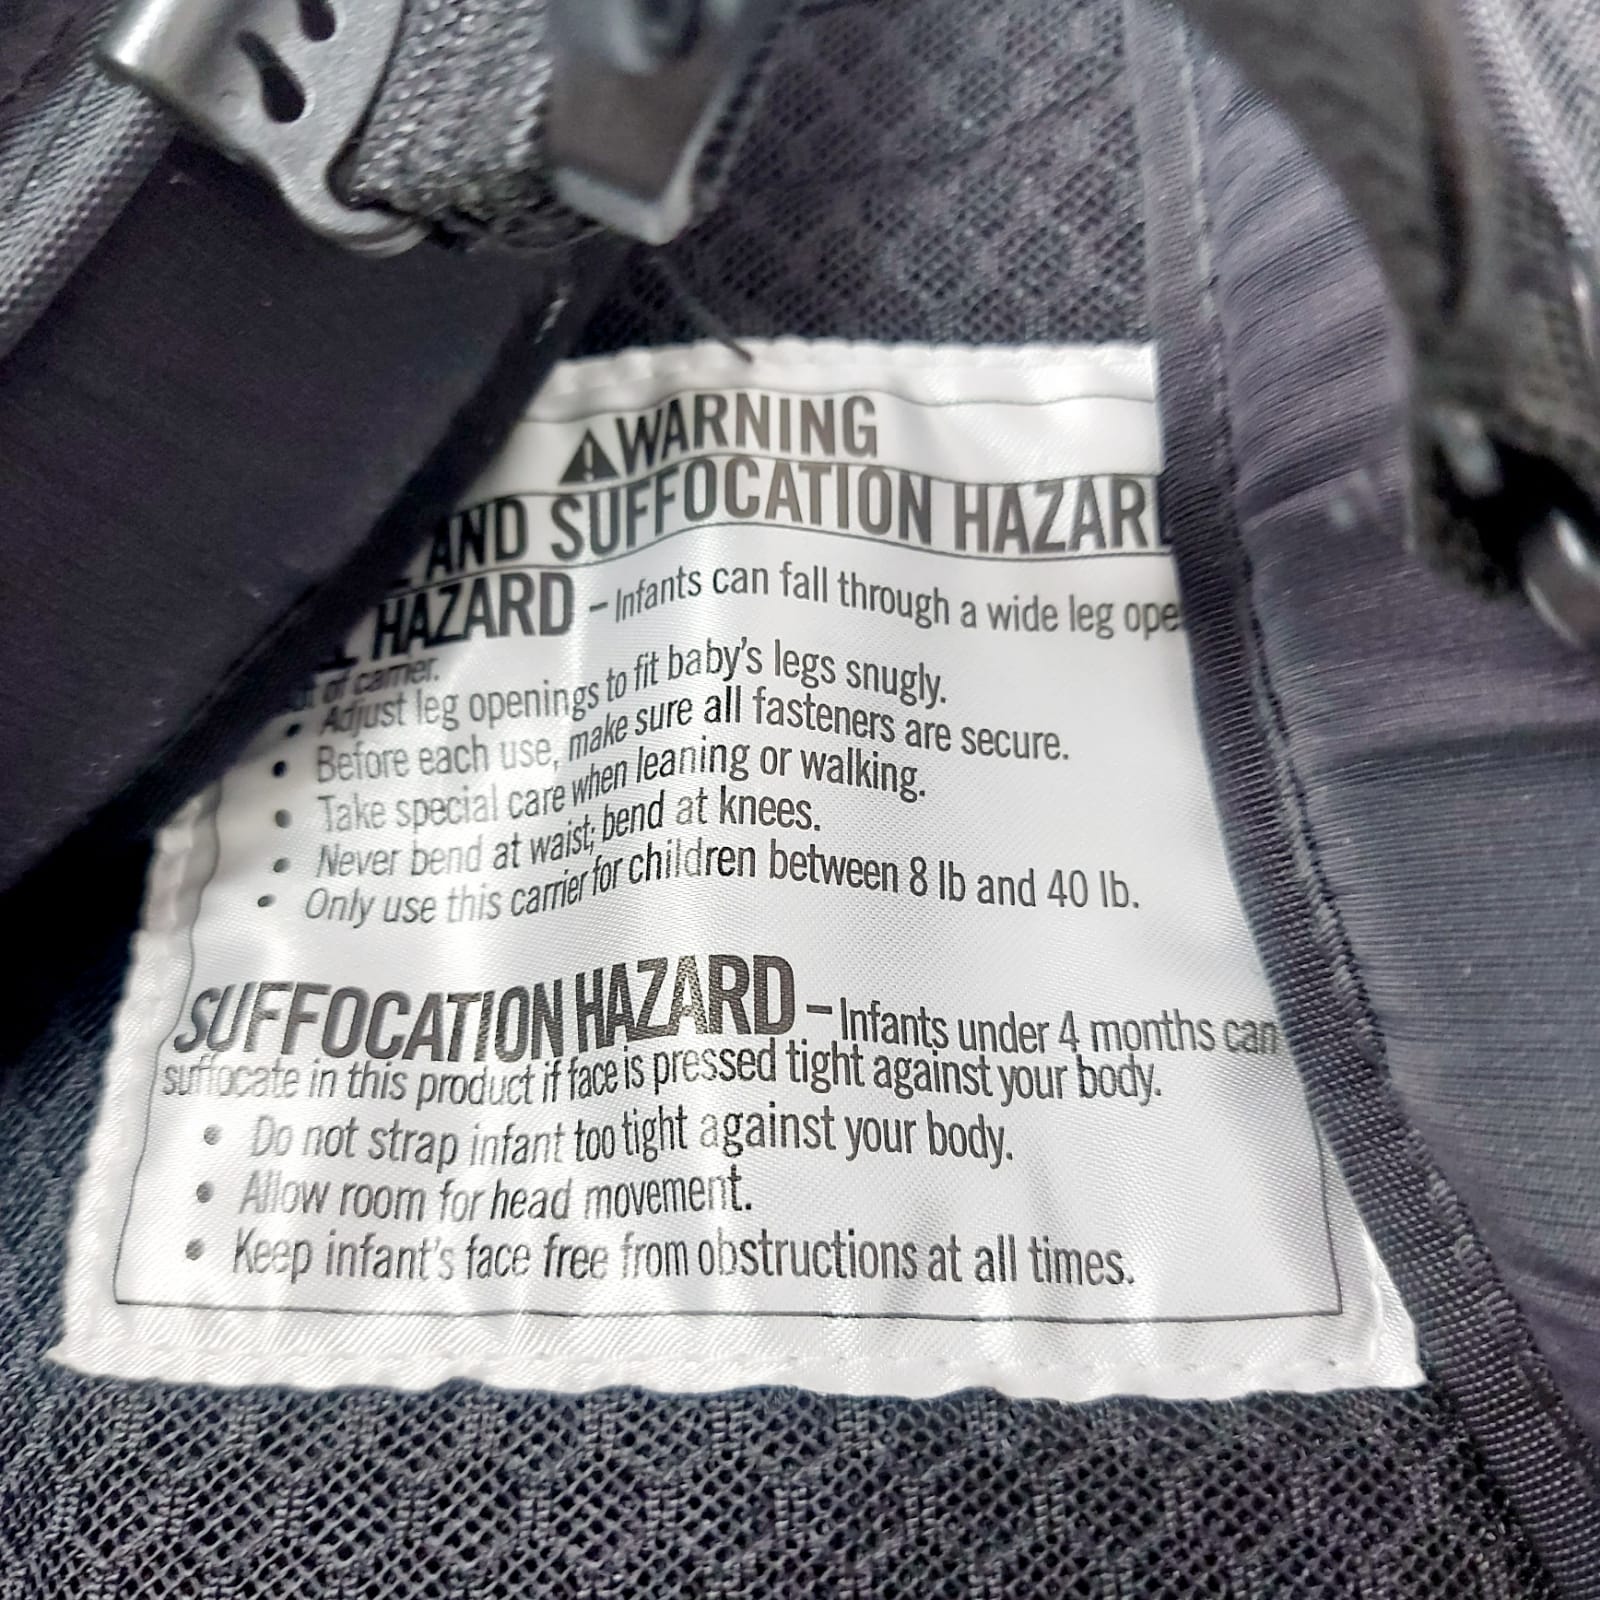 WARNING
AND SUFFOCATION HAZAR
HAZARD – Infants can fall through a wide leg ope
of carrier.
• Adjust leg openings to fit baby's legs snugly.
• Before each use, make sure all fasteners are secure.
• Take special care when leaning or walking.
• Never bend at waist; bend at knees.
• Only use this carrier for children between 8 lb and 40 lb.
SUFFOCATION HAZARD – Infants under 4 months can
suffocate in this product if face is pressed tight against your body.
• Do not strap infant too tight against your body.
• Allow room for head movement.
• Keep infant's face free from obstructions at all times.